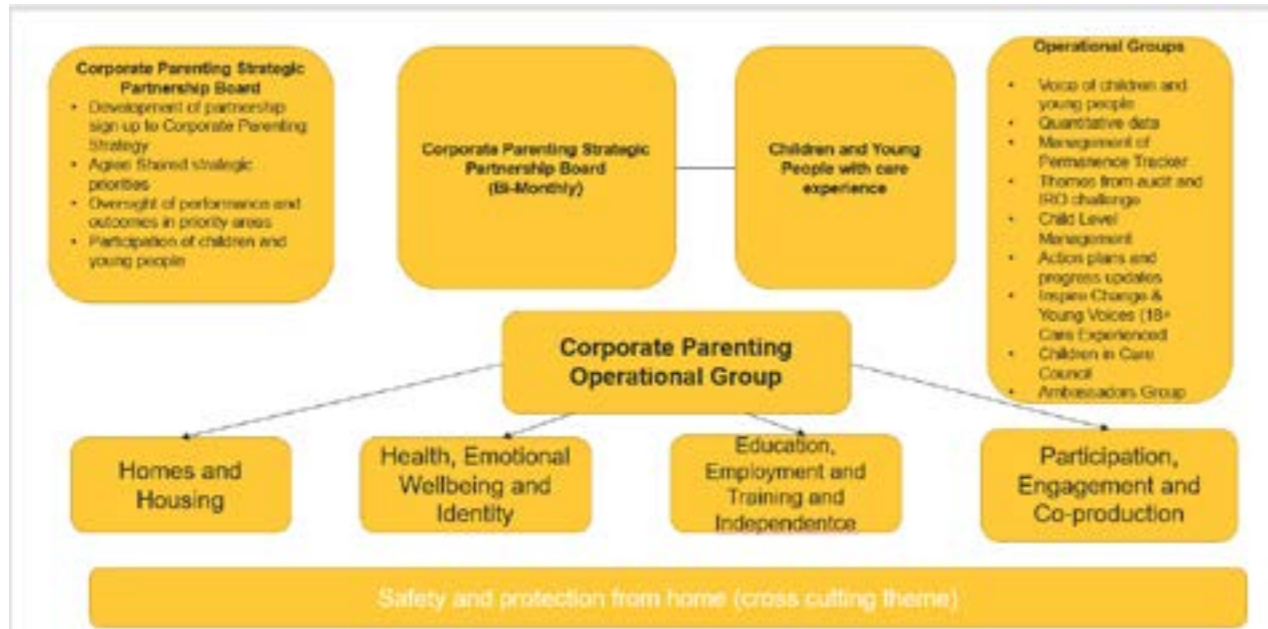 Corporate Parenting Strategic
Partnership Board
• Development of partnership
sign up to Corporate Parenting
Strategy
• Agree Shared strategic
priorities
• Oversight of performance and
outcomes in priority areas
• Participation of children and
young people
Corporate Parenting Strategic
Partnership Board
(Bi-Monthly)
Children and Young
People with care
experience
Operational Groups
• Voice of children and
young people
• Quantitative data
• Management of
Permanence Tracker
• Themes from audit and
IRO challenge
• Child Level
Management
• Action plans and
progress updates
• Inspire Change &
Young Voices (18+
Care Experienced
• Children in Care
Council
• Ambassadors Group
Corporate Parenting
Operational Group
Homes and
Housing
Health, Emotional
Wellbeing and
Identity
Education,
Employment and
Training and
Independentce
Participation,
Engagement and
Co-production
Safety and protection from home (cross cutting theme)